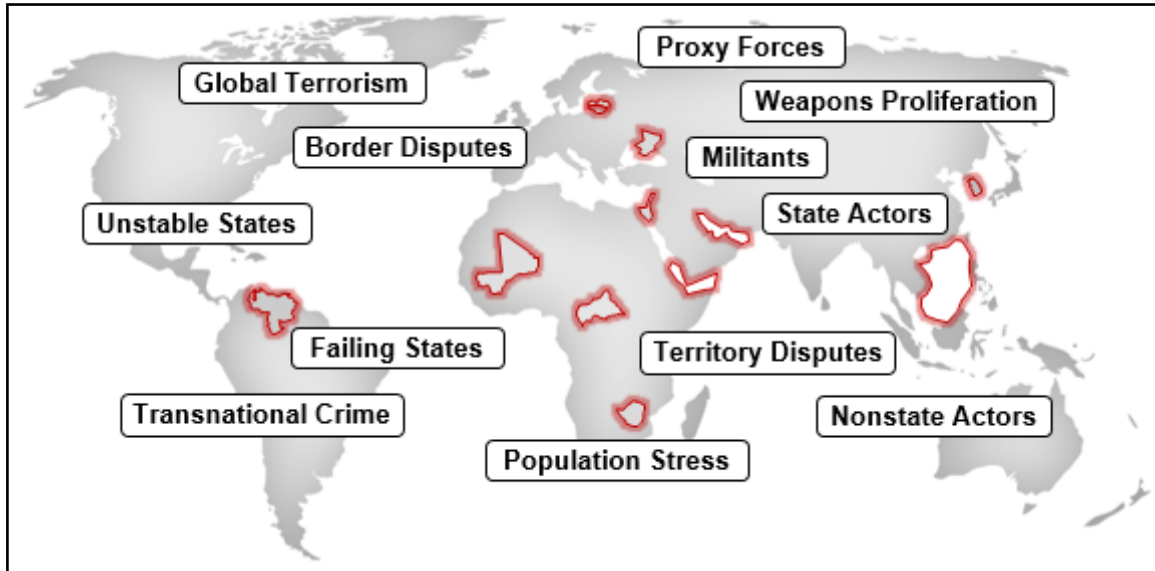 Proxy Forces
Global Terrorism
Weapons Proliferation
Border Disputes
Militants
Unstable States
State Actors
Failing States
Territory Disputes
Transnational Crime
Nonstate Actors
Population Stress